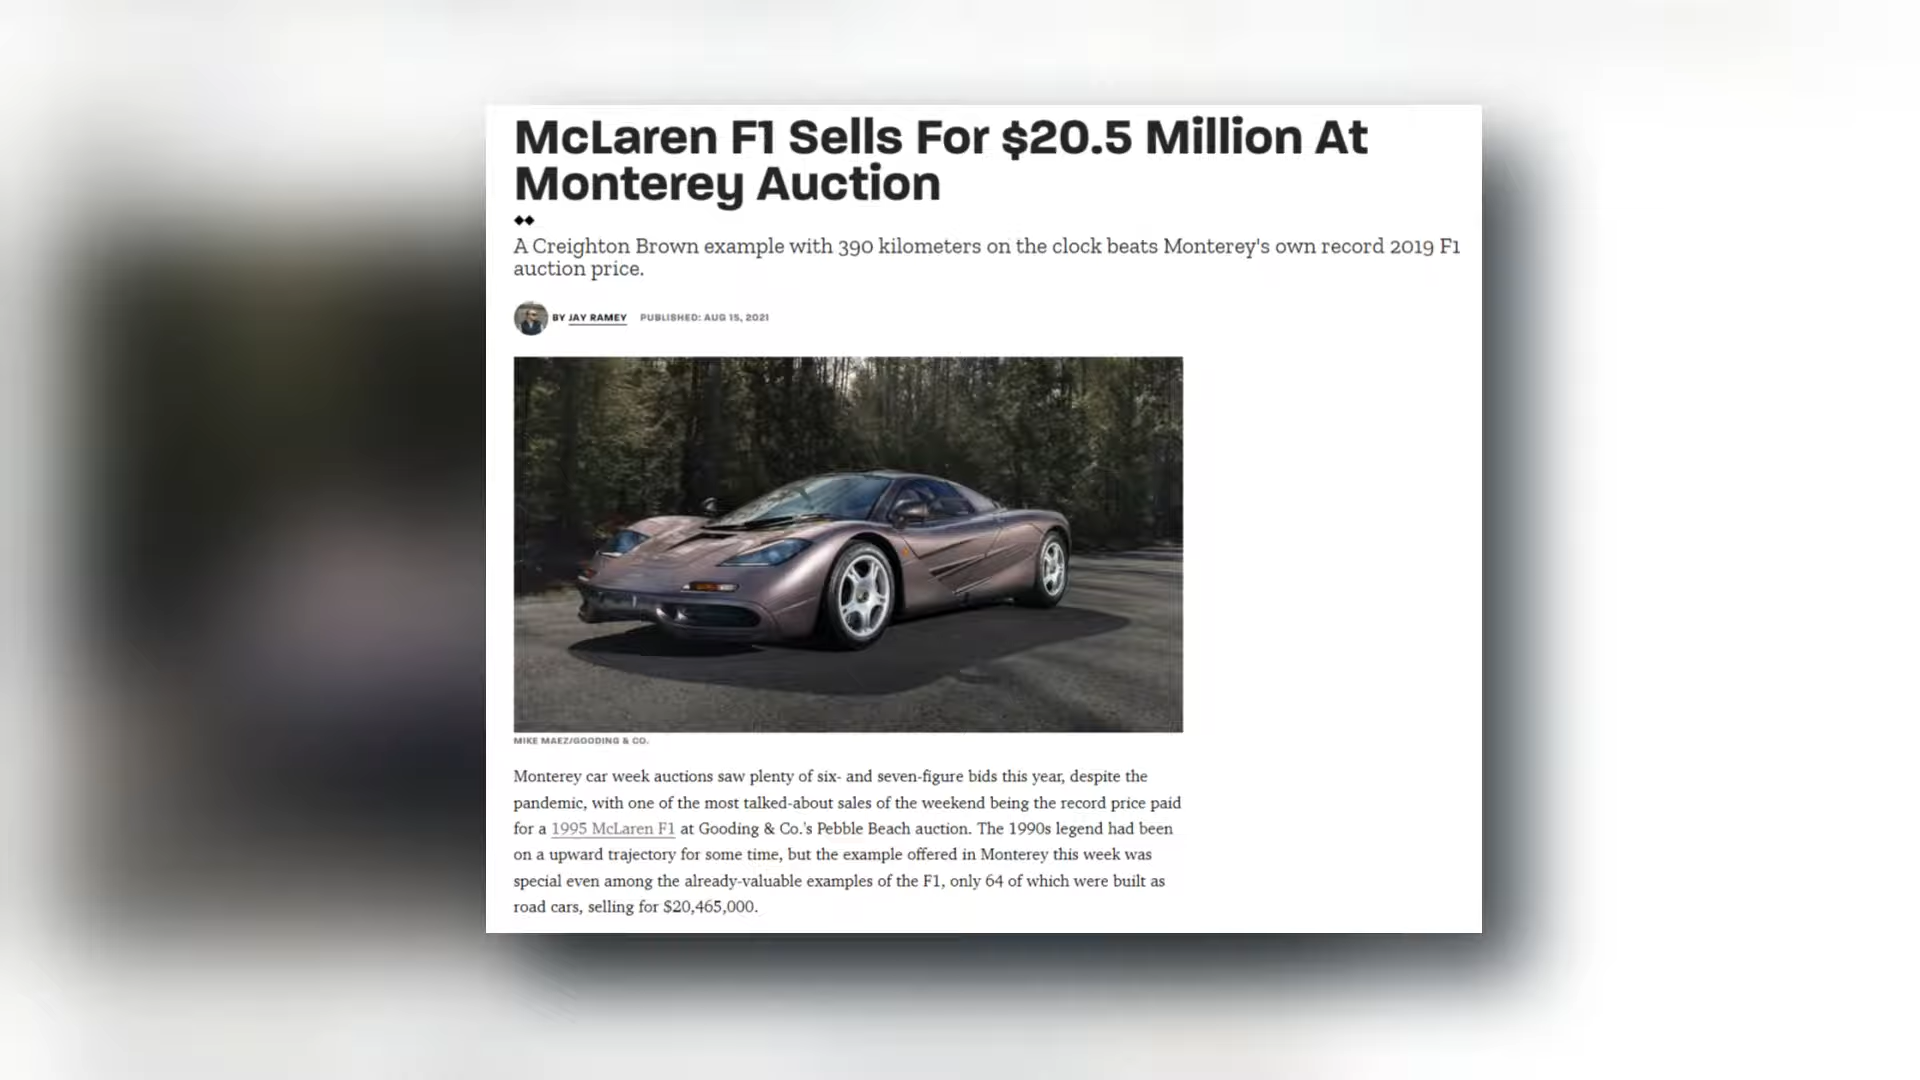 McLaren F1 Sells For $20.5 Million At
Monterey Auction
A Creighton Brown example with 390 kilometers on the clock beats Monterey's own record 2019 F1
auction price.
BY JAY RAMEY PUBLISHED: AUG 15, 2021
MIKE MAEZ/GOODING & CO.
Monterey car week auctions saw plenty of six- and seven-figure bids this year, despite the
pandemic, with one of the most talked-about sales of the weekend being the record price paid
for a 1995 McLaren F1 at Gooding & Co.'s Pebble Beach auction. The 1990s legend had been
on a upward trajectory for some time, but the example offered in Monterey this week was
special even among the already-valuable examples of the F1, only 64 of which were built as
road cars, selling for $20,465,000.